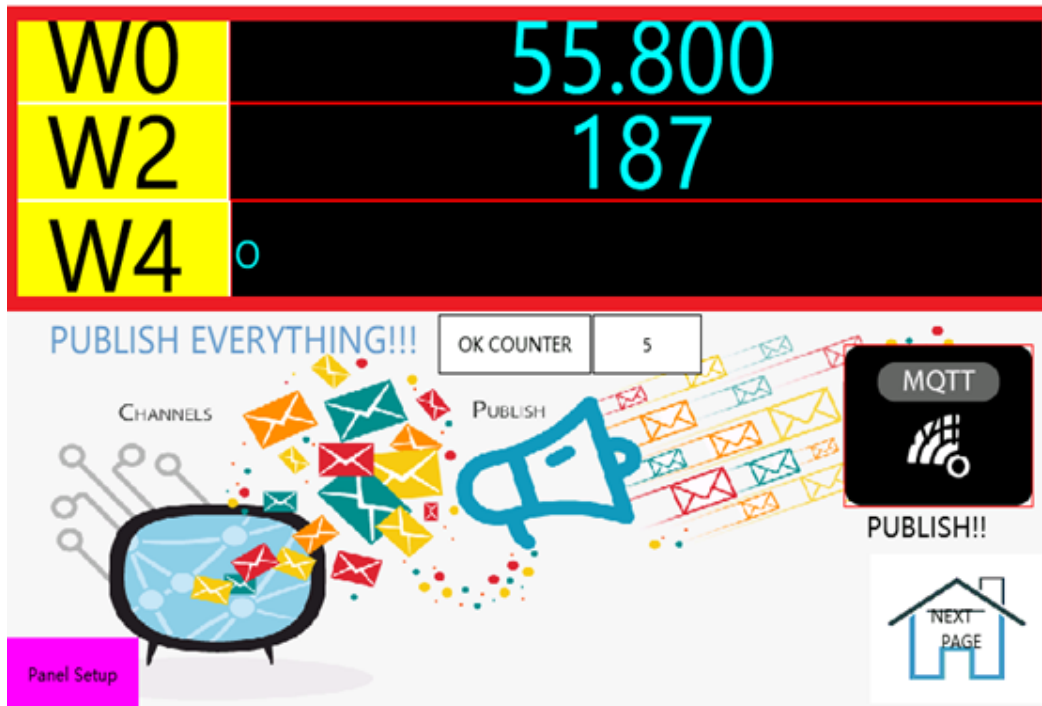 W0 55.800
W2 187
W4 o
PUBLISH EVERYTHING!!! OK COUNTER 5
MQTT
CHANNELS PUBLISH
PUBLISH!!
NEXT
PAGE
Panel Setup